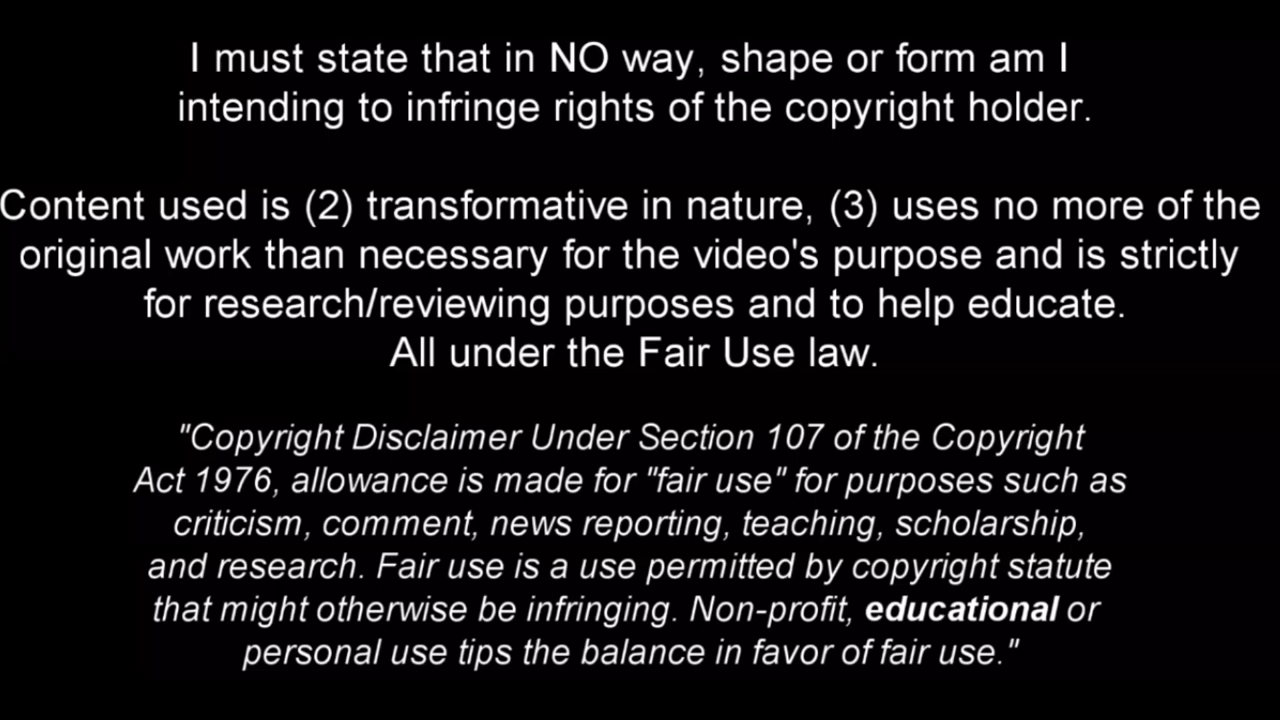 I must state that in NO way, shape or form am I
intending to infringe rights of the copyright holder.
Content used is (2) transformative in nature, (3) uses no more of the
original work than necessary for the video's purpose and is strictly
for research/reviewing purposes and to help educate.
All under the Fair Use law.
"Copyright Disclaimer Under Section 107 of the Copyright
Act 1976, allowance is made for "fair use" for purposes such as
criticism, comment, news reporting, teaching, scholarship,
and research. Fair use is a use permitted by copyright statute
that might otherwise be infringing. Non-profit, educational or
personal use tips the balance in favor of fair use."